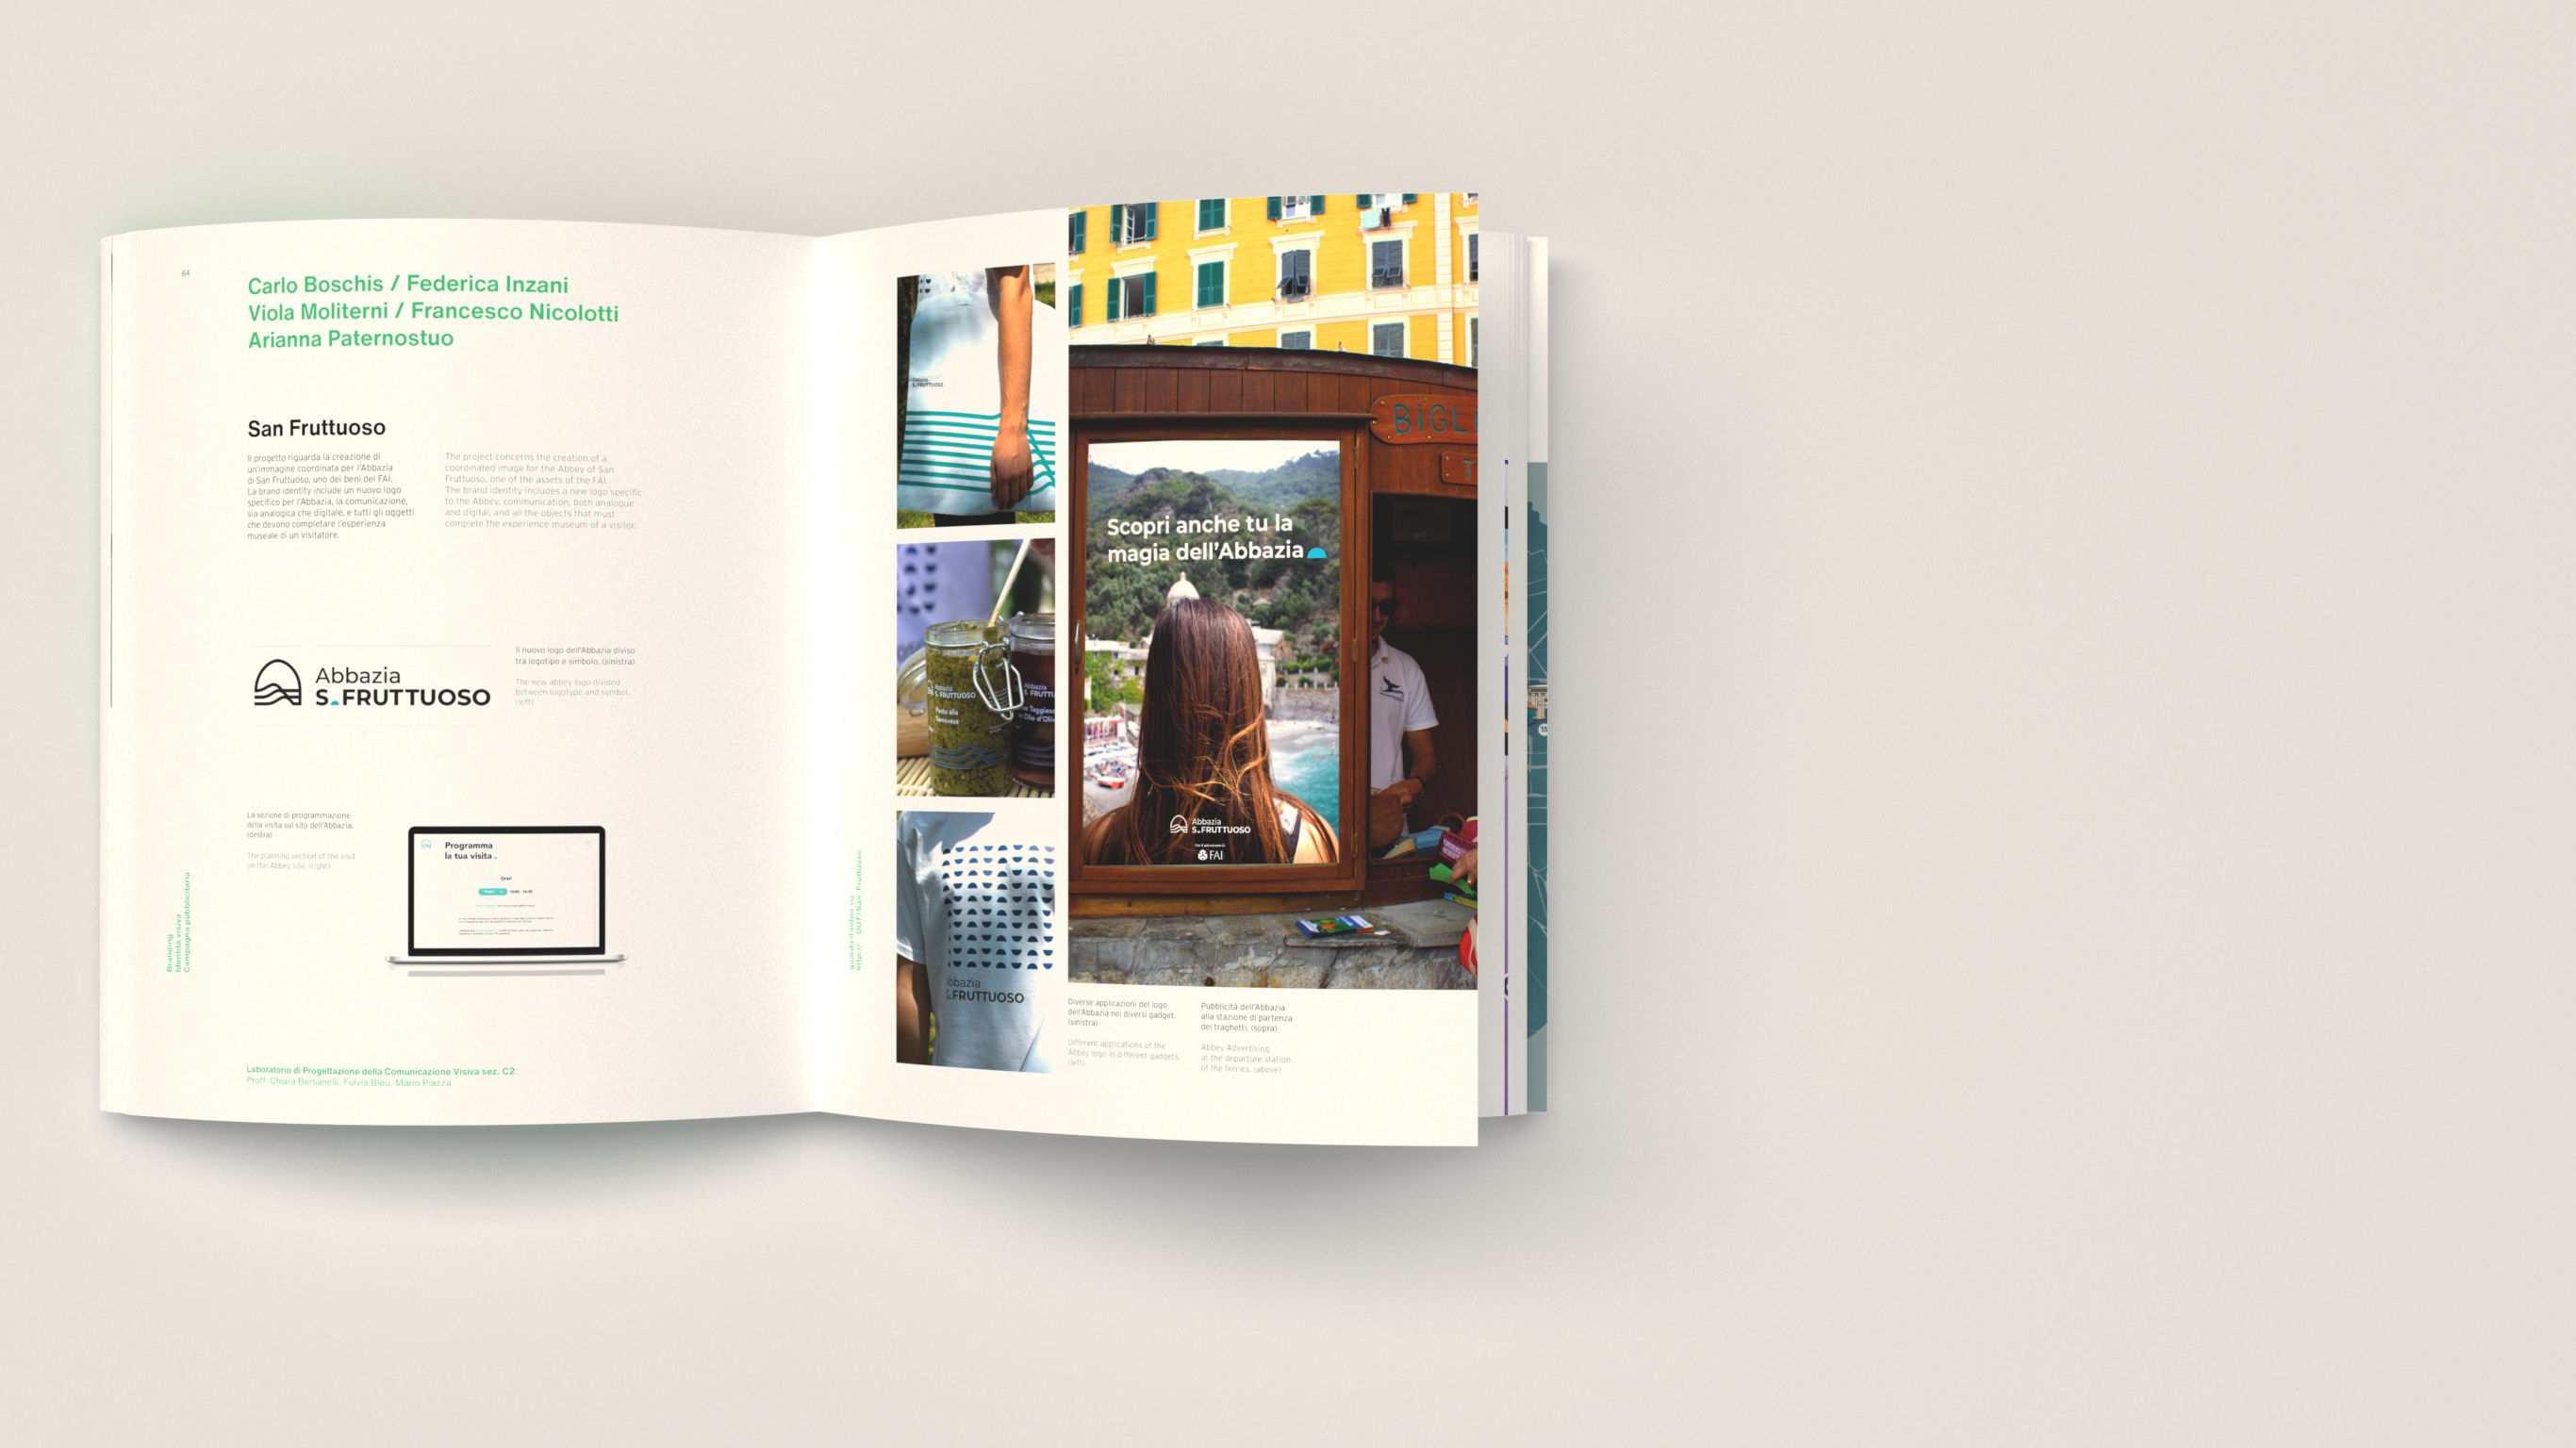 64
Carlo Boschis / Federica Inzani
Viola Moliterni / Francesco Nicolotti
Arianna Paternostuo
San Fruttuoso
Il progetto riguarda la creazione di
un'immagine coordinata per l'Abbazia
di San Fruttuoso, uno dei beni del FAI.
La brand identity include un nuovo logo
specifico per l'Abbazia, la comunicazione,
sia analogica che digitale, e tutti gli oggetti
che devono completare l'esperienza
museale di un visitatore.
The project concerns the creation of a
coordinated image for the Abbey of San
Fruttuoso, one of the assets of the FAI.
The brand identity includes a new logo specific
to the Abbey, communication, both analogue
and digital, and all the objects that must
complete the experience museum of a visitor.
Abbazia
S.FRUTTUOSO
Il nuovo logo dell'Abbazia diviso
tra logotipo e simbolo. (sinistra)
The new abbey logo divided
between logotype and symbol.
(left)
La sezione di programmazione
della visita sul sito dell'Abbazia.
(destra)
The planning section of the visit
on the Abbey site. (right)
Programma
la tua visita.
Orari
Branding
Identità visiva
Campagna pubblicitaria
Laboratorio di Progettazione della Comunicazione Visiva sez. C2
Proff. Chiara Bersanelli, Fulvia Bleu, Mario Piazza
Guarda il video su
http:// OUT/San Fruttuoso
Abbazia
S.FRUTTUOSO
Abbazia
S.FRUTTUOSO
Pesto alla
Genovese
Abbazia
S. FRUTTU
Taggiasc
Olio d'Oliv
bbazia
S.FRUTTUOSO
BIGLI
T
Scopri anche tu la
magia dell'Abbazia
Abbazia
S.FRUTTUOSO
FAI
Diverse applicazioni del logo
dell'Abbazia nei diversi gadget.
(sinistra)
Different applications of the
Abbey logo in different gadgets.
(left)
Pubblicità dell'Abbazia
alla stazione di partenza
dei traghetti. (sopra)
Abbey Advertising
at the departure station
of the ferries. (above)